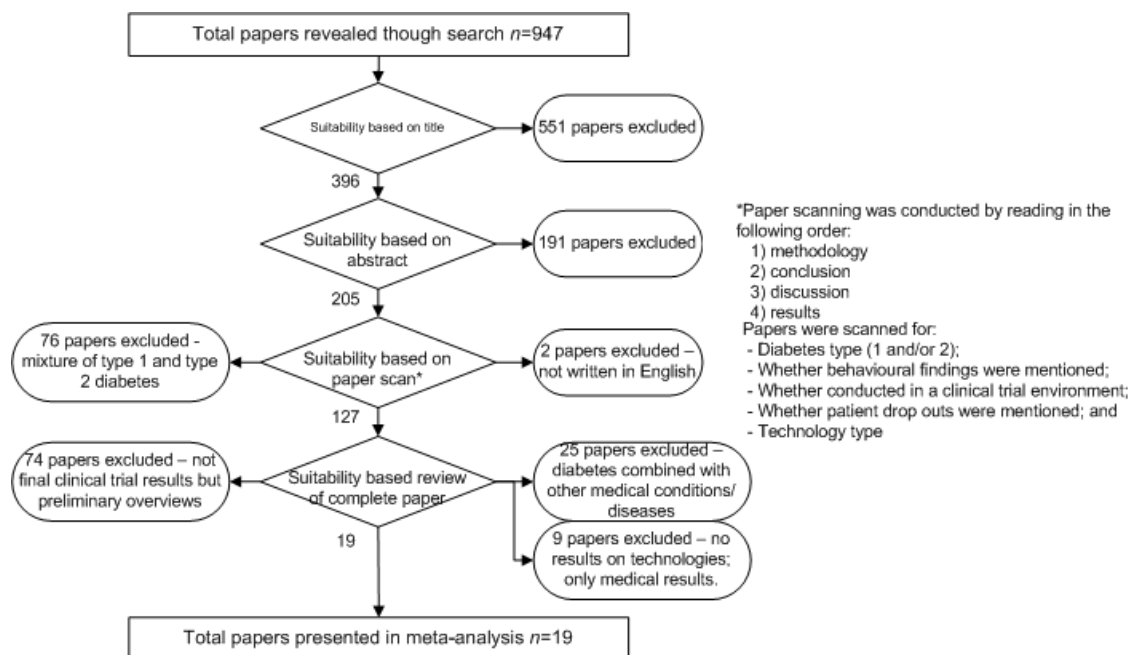 Total papers revealed though search n=947
Suitability based on title
551 papers excluded
396
Suitability based on
abstract
191 papers excluded
205
76 papers excluded -
mixture of type 1 and type
2 diabetes
Suitability based on
paper scan*
2 papers excluded –
not written in English
127
74 papers excluded – not
final clinical trial results but
preliminary overviews
Suitability based review
of complete paper
25 papers excluded –
diabetes combined with
other medical conditions/
diseases
9 papers excluded – no
results on technologies;
only medical results.
19
Total papers presented in meta-analysis n=19
*Paper scanning was conducted by reading in the
following order:
1) methodology
2) conclusion
3) discussion
4) results
Papers were scanned for:
- Diabetes type (1 and/or 2);
- Whether behavioural findings were mentioned;
- Whether conducted in a clinical trial environment;
- Whether patient drop outs were mentioned; and
- Technology type